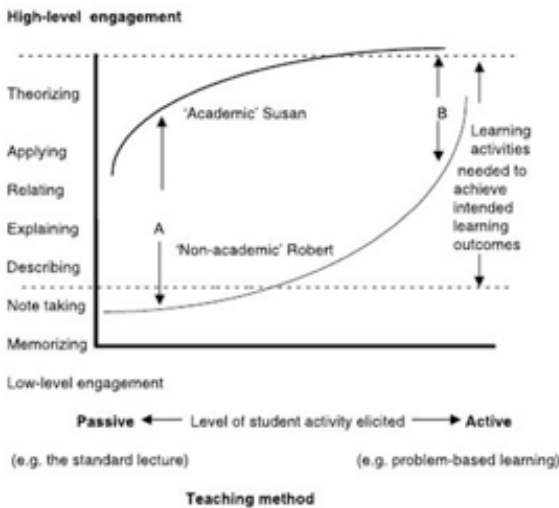 High-level engagement
Theorizing
'Academic' Susan
B
Learning
activities
needed to
achieve
intended
learning
outcomes
Applying
Relating
Explaining
A
'Non-academic' Robert
Describing
Note taking
Memorizing
Low-level engagement
Passive Level of student activity elicited Active
(e.g. the standard lecture) (e.g. problem-based learning)
Teaching method